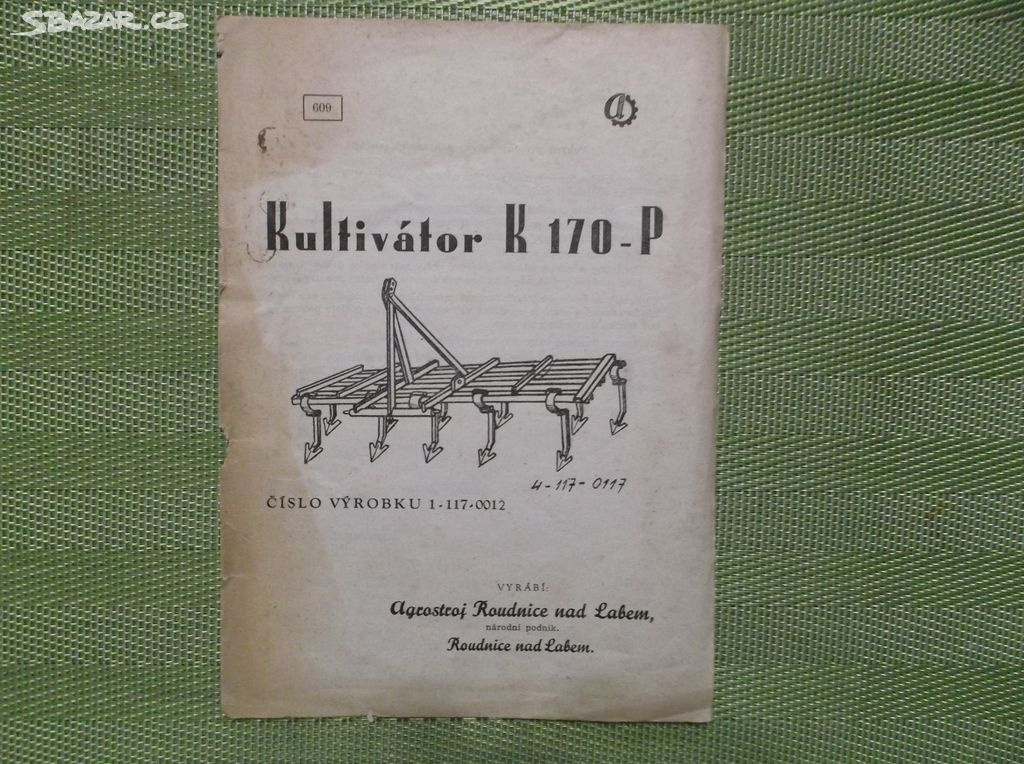 SBAZAR.CZ
609
Kultivátor K 170-P
4-117-0117
ČÍSLO VÝROBKU 1-117-0012
VYRÁBÍ:
Agrostroj Roudnice nad Labem,
národní podnik.
Roudnice nad Labem.